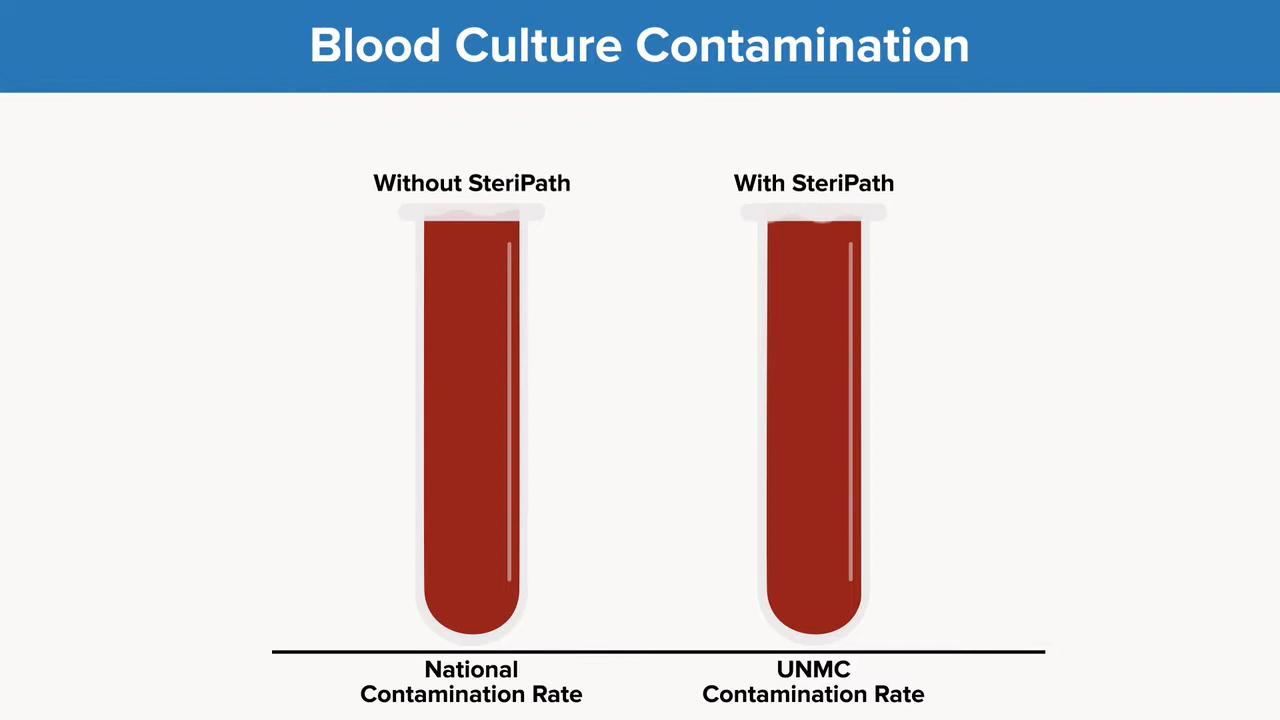 Blood Culture Contamination
Without SteriPath
With SteriPath
National
Contamination Rate
UNMC
Contamination Rate